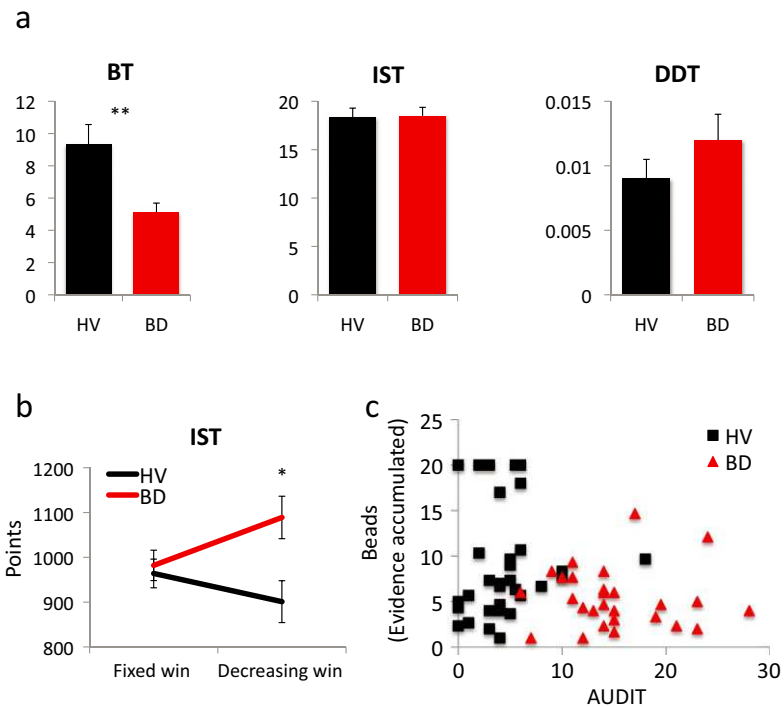 a
BT
12
10
8
6
4
2
0
**
HV BD
IST
20
15
10
5
0
HV BD
DDT
0.015
0.01
0.005
0
HV BD
b
IST
Points
1200
1100
1000
900
800
HV
BD
*
Fixed win Decreasing win
c
Beads
(Evidence accumulated)
25
20
15
10
5
0
HV
BD
0 10 20 30
AUDIT